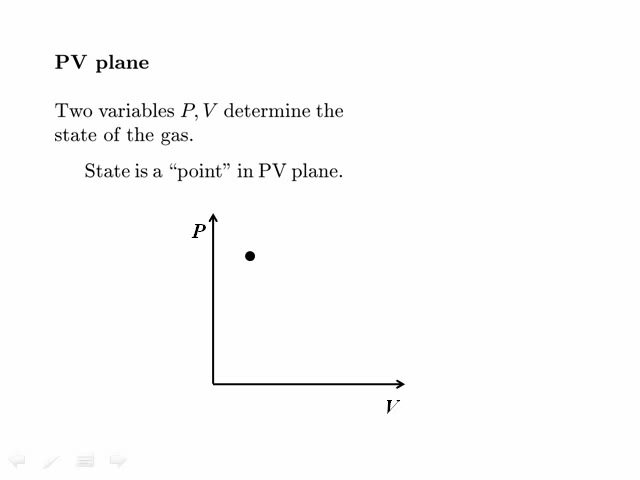 PV plane
Two variables P, V determine the
state of the gas.
State is a “point” in PV plane.
P
V